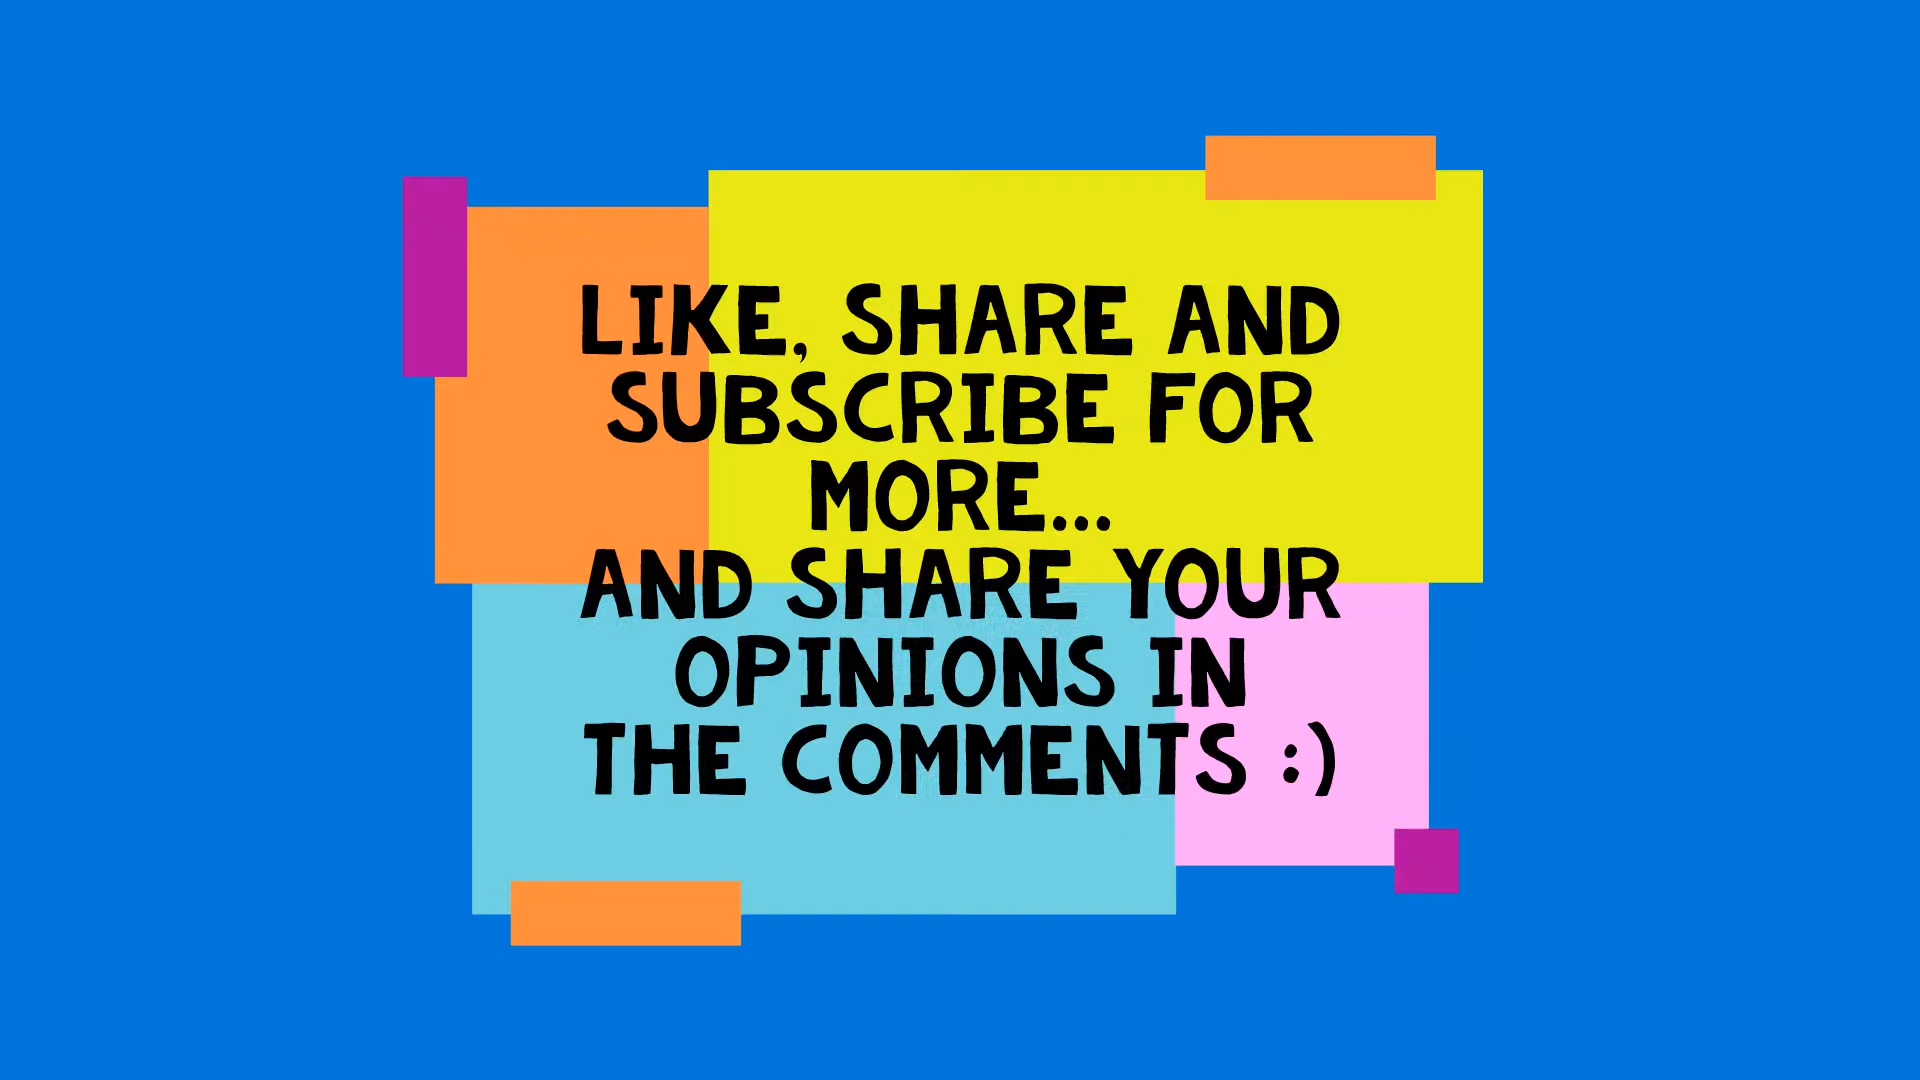 LIKE, SHARE AND
SUBSCRIBE FOR
MORE...
AND SHARE YOUR
OPINIONS IN
THE COMMENTS :)